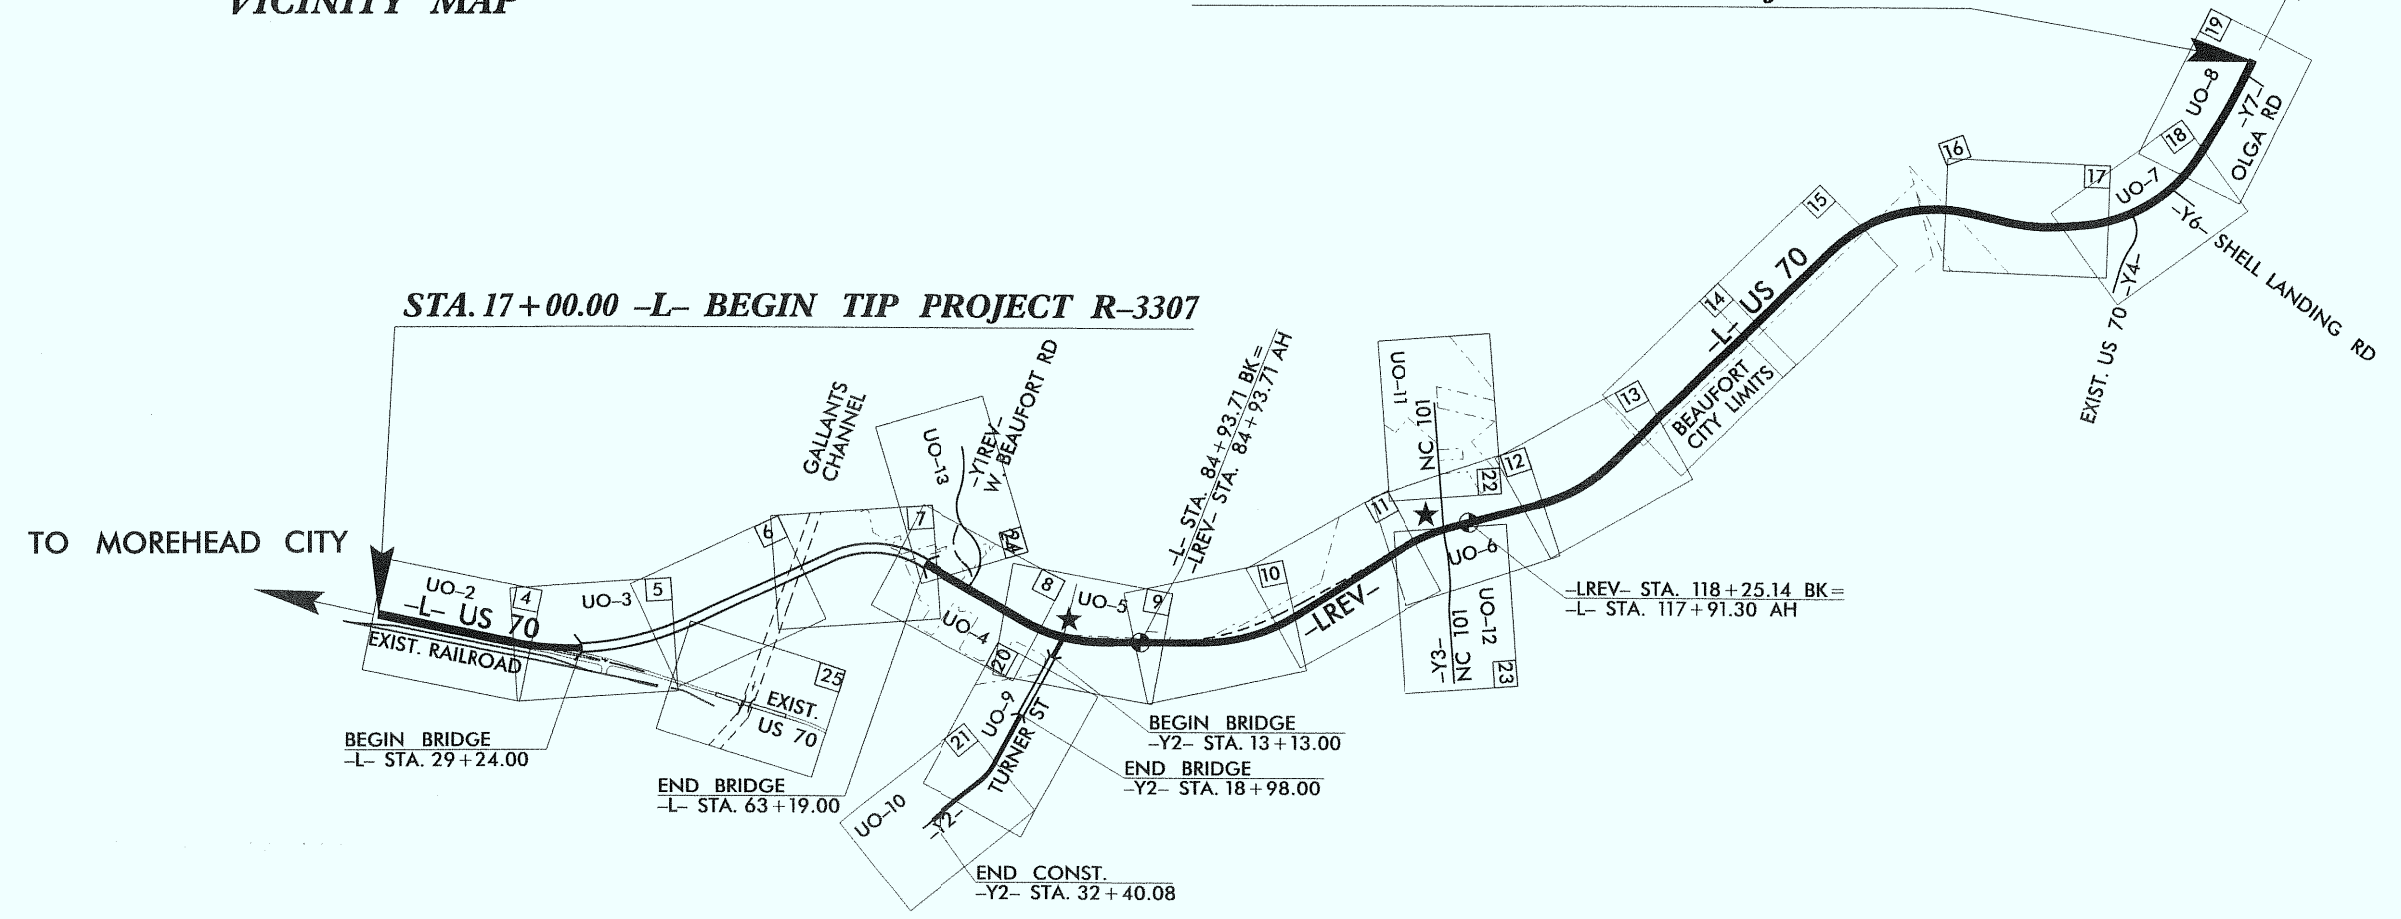 VICINITY MAP
STA. 17+00.00 –L– BEGIN TIP PROJECT R–3307
TO MOREHEAD CITY
UO–2
–L– US 70
EXIST. RAILROAD
4
UO–3
5
6
BEGIN BRIDGE
–L– STA. 29+24.00
GALLANTS
CHANNEL
25
EXIST.
US 70
END BRIDGE
–L– STA. 63+19.00
7
UO–13
–Y1REV–
W. BEAUFORT RD
24
UO–4
8
UO–5
9
20
UO–9
TURNER ST
21
UO–10
–Y2–
END CONST.
–Y2– STA. 32+40.08
BEGIN BRIDGE
–Y2– STA. 13+13.00
END BRIDGE
–Y2– STA. 18+98.00
–L– STA. 84+93.71 BK=
–LREV– STA. 84+93.71 AH
10
–LREV–
11
UO–11
NC 101
22
12
UO–6
–Y3–
NC 101
UO–12
23
–LREV– STA. 118+25.14 BK=
–L– STA. 117+91.30 AH
13
BEAUFORT
CITY LIMITS
14
–L– US 70
15
16
17
UO–7
18
–Y4–
EXIST. US 70
–Y6– SHELL LANDING RD
UO–8
19
–Y7–
OLGA RD